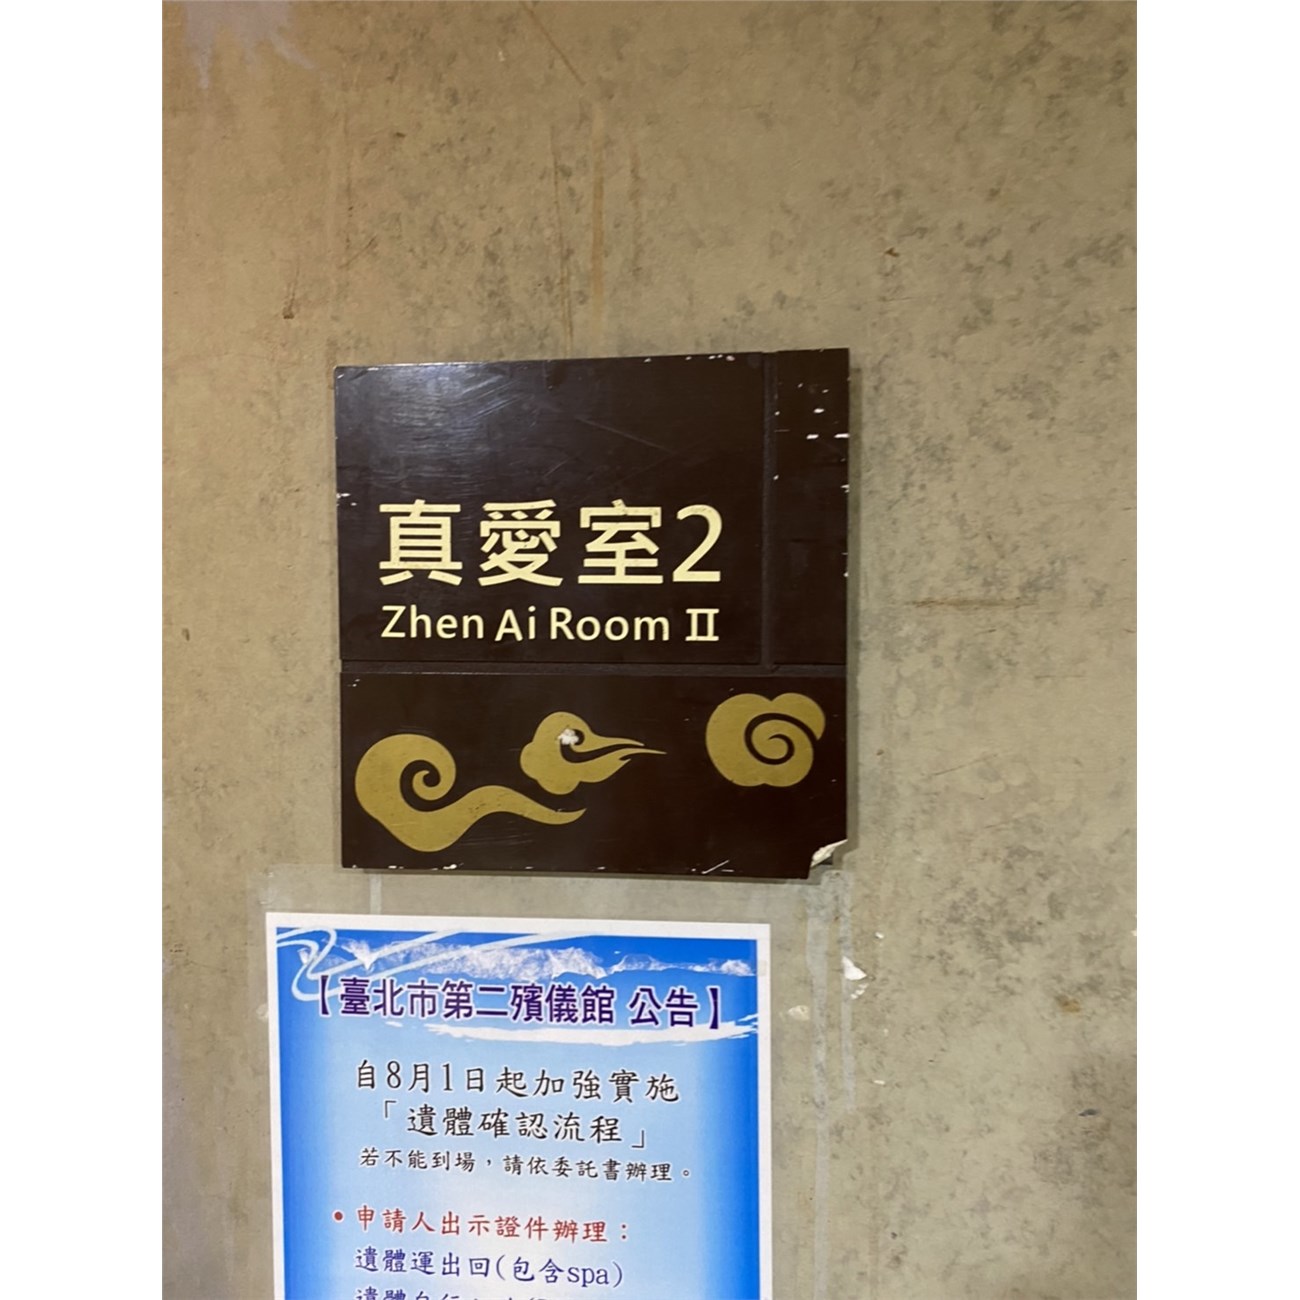 真愛室2
Zhen Ai Room II
【臺北市第二殯儀館 公告】
自8月1日起加強實施
「遺體確認流程」
若不能到場，請依委託書辦理。
•申請人出示證件辦理：
遺體運出回(包含spa)